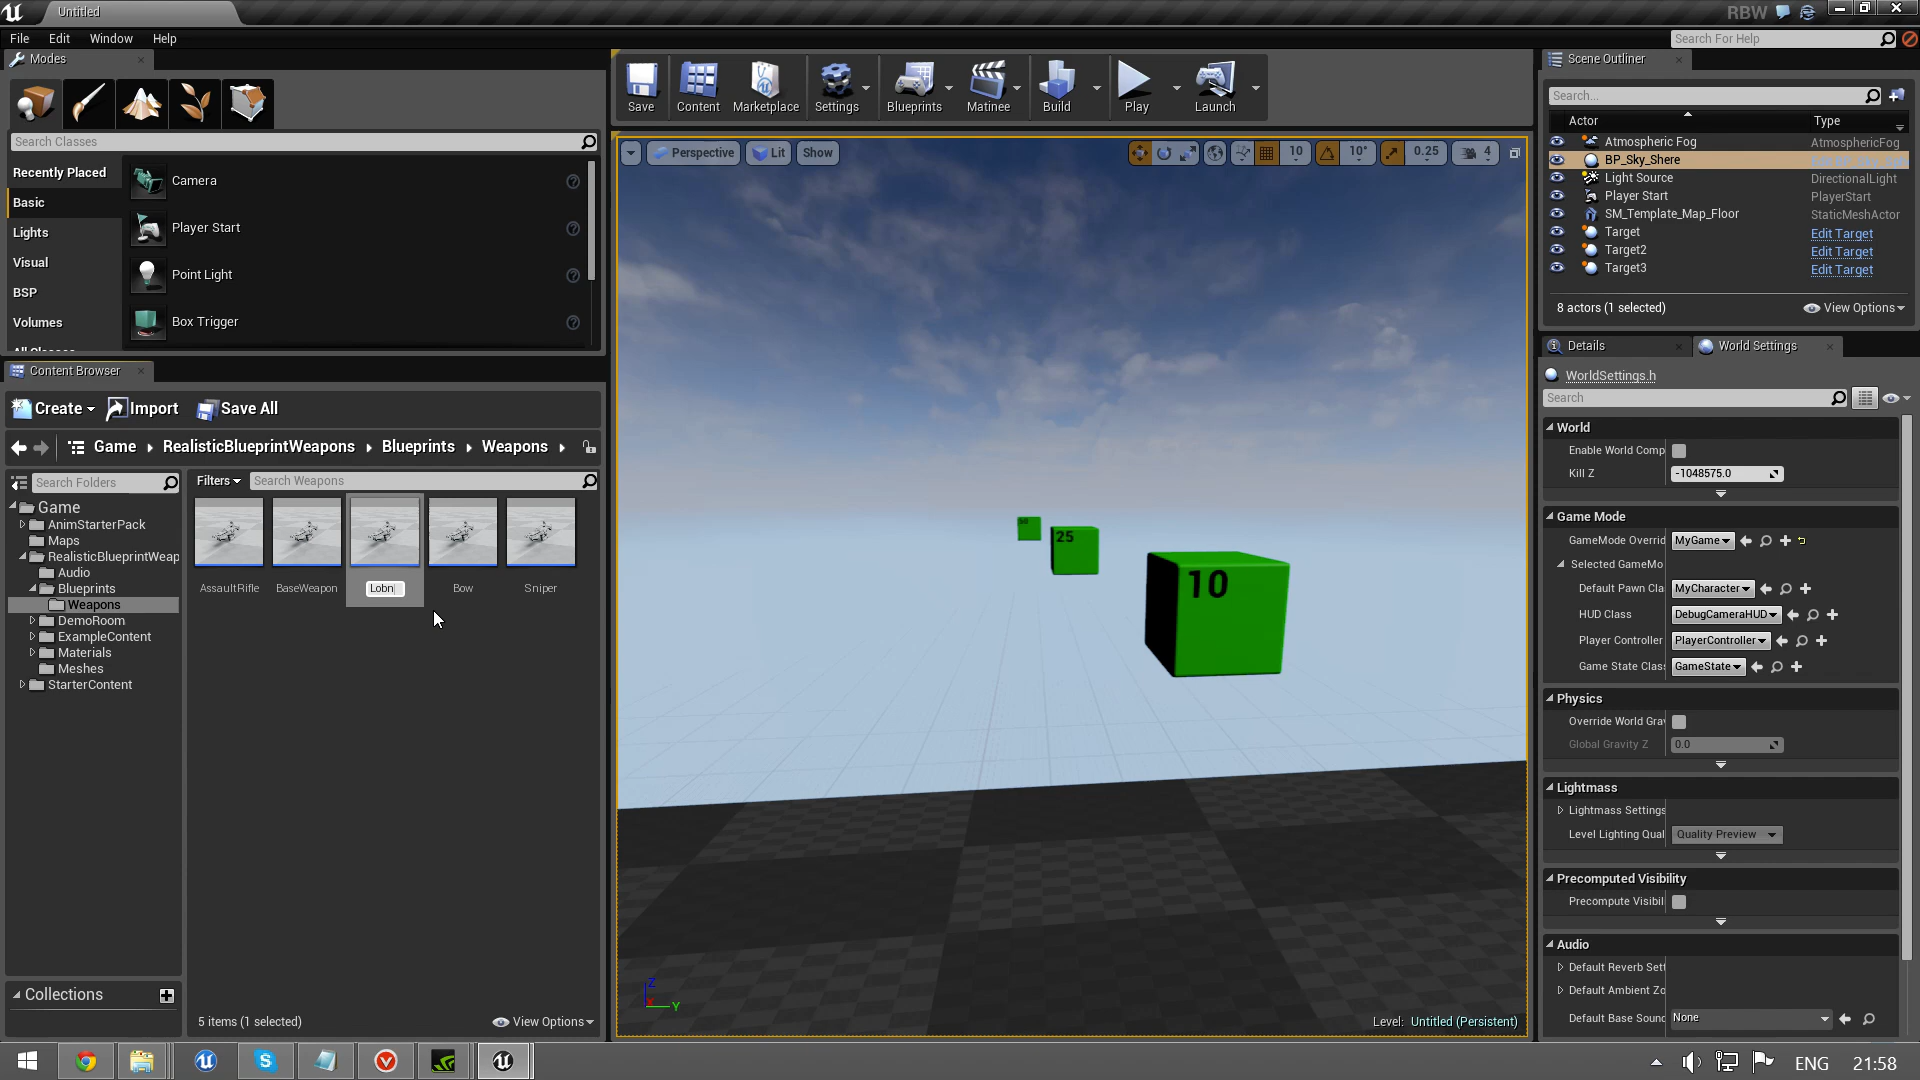 Untitled
RBW
File Edit Window Help
Search For Help
Modes
Search Classes
Recently Placed
Basic
Lights
Visual
BSP
Volumes
All Classes
Camera
Player Start
Point Light
Box Trigger
Content Browser
Create Import Save All
Game RealisticBlueprintWeapons Blueprints Weapons
Search Folders
Game
AnimStarterPack
Maps
RealisticBlueprintWeap
Audio
Blueprints
Weapons
DemoRoom
ExampleContent
Materials
Meshes
StarterContent
Collections
Filters Search Weapons
AssaultRifle BaseWeapon Lobn Bow Sniper
5 items (1 selected) View Options
Save Content Marketplace Settings Blueprints Matinee Build Play Launch
Perspective Lit Show 10 10° 0.25 4
25
10
Z
X Y
Level: Untitled (Persistent)
Scene Outliner
Search...
Actor Type
Atmospheric Fog AtmosphericFog
BP_Sky_Shere
Light Source DirectionalLight
Player Start PlayerStart
SM_Template_Map_Floor StaticMeshActor
Target Edit Target
Target2 Edit Target
Target3 Edit Target
8 actors (1 selected) View Options
Details World Settings
WorldSettings.h
Search
World
Enable World Comp
Kill Z -1048575.0
Game Mode
GameMode Overrid MyGame
Selected GameMo
Default Pawn Cla MyCharacter
HUD Class DebugCameraHUD
Player Controller PlayerController
Game State Clas GameState
Physics
Override World Gra
Global Gravity Z 0.0
Lightmass
Lightmass Settings
Level Lighting Qual Quality Preview
Precomputed Visibility
Precompute Visibil
Audio
Default Reverb Sett
Default Ambient Zo
Default Base Sound None
ENG 21:58